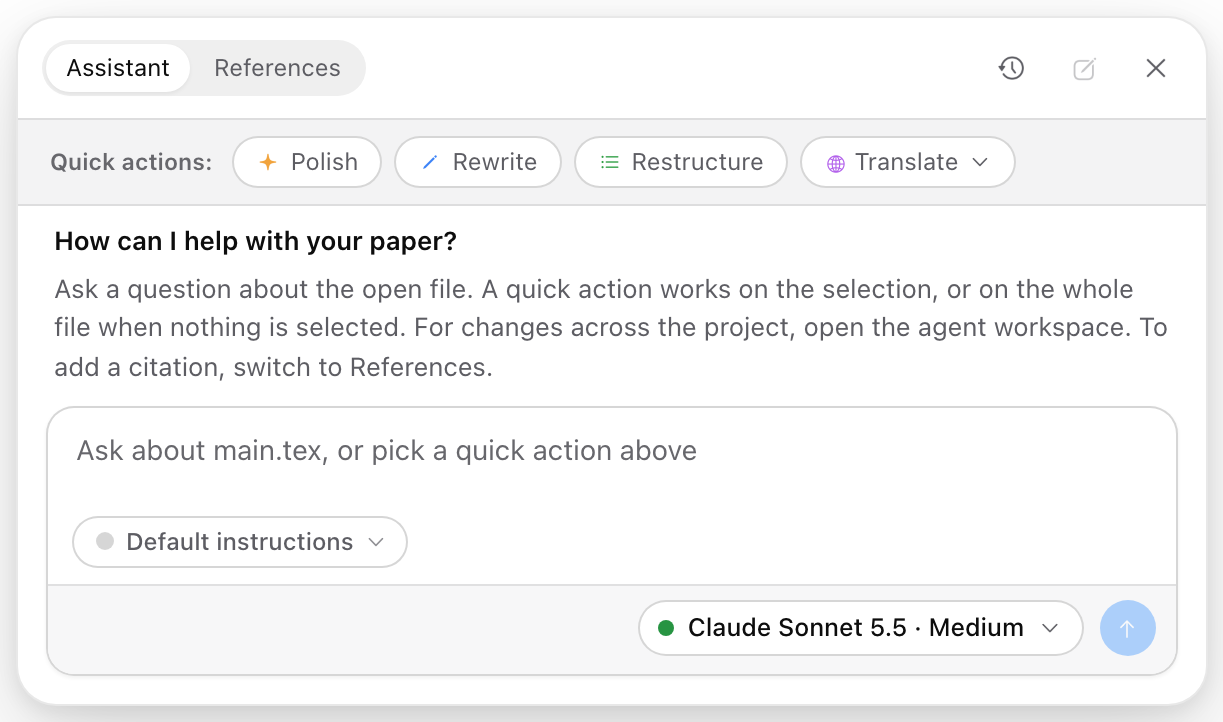 Assistant References
Quick actions: Polish Rewrite Restructure Translate
How can I help with your paper?
Ask a question about the open file. A quick action works on the selection, or on the whole
file when nothing is selected. For changes across the project, open the agent workspace. To
add a citation, switch to References.
Ask about main.tex, or pick a quick action above
Default instructions
Claude Sonnet 5.5 · Medium